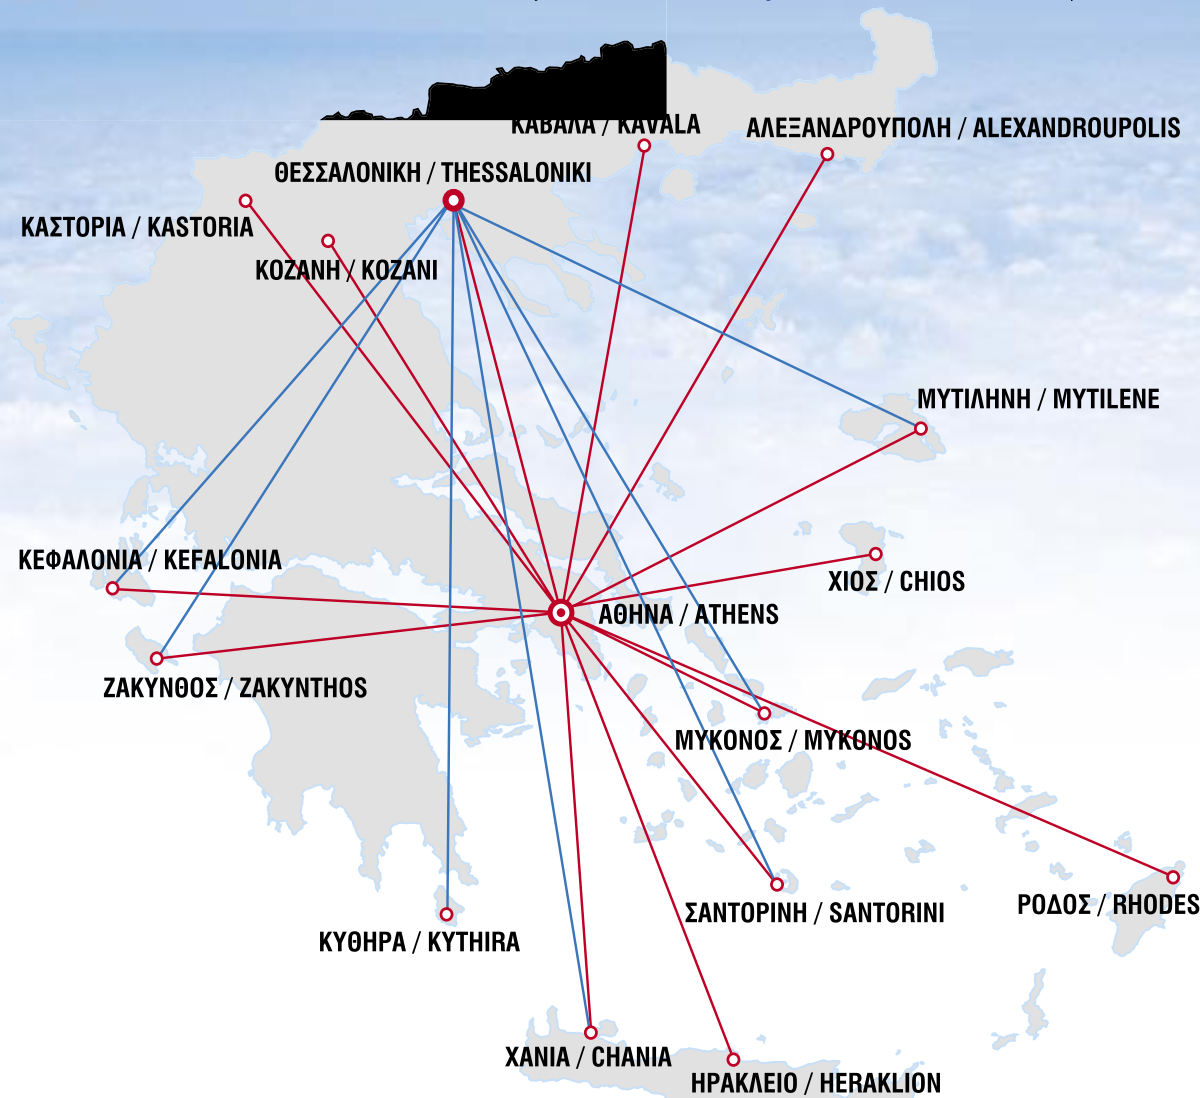 ΚΑΒΑΛΑ / KAVALA
ΑΛΕΞΑΝΔΡΟΥΠΟΛΗ / ALEXANDROUPOLIS
ΘΕΣΣΑΛΟΝΙΚΗ / THESSALONIKI
ΚΑΣΤΟΡΙΑ / KASTORIA
ΚΟΖΑΝΗ / KOZANI
ΜΥΤΙΛΗΝΗ / MYTILENE
ΚΕΦΑΛΟΝΙΑ / KEFALONIA
ΧΙΟΣ / CHIOS
ΑΘΗΝΑ / ATHENS
ΖΑΚΥΝΘΟΣ / ZAKYNTHOS
ΜΥΚΟΝΟΣ / MYKONOS
ΡΟΔΟΣ / RHODES
ΣΑΝΤΟΡΙΝΗ / SANTORINI
ΚΥΘΗΡΑ / KYTHIRA
ΧΑΝΙΑ / CHANIA
ΗΡΑΚΛΕΙΟ / HERAKLION